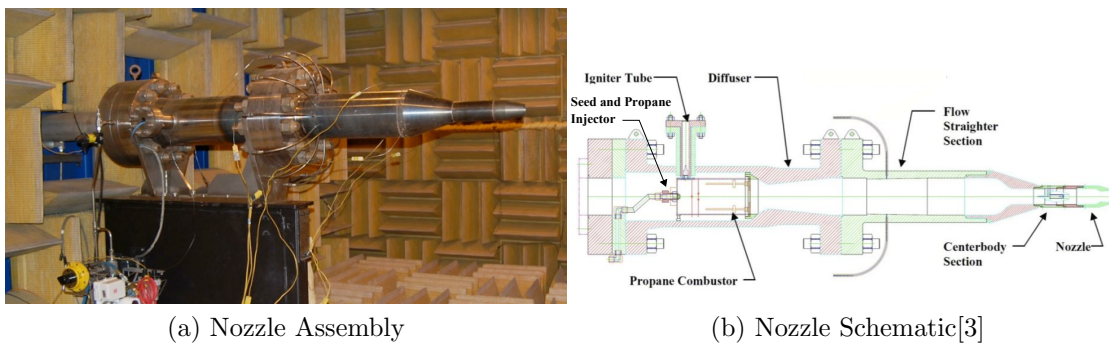 Igniter Tube
Diffuser
Seed and Propane
Injector
Flow
Straighter
Section
Centerbody
Section
Nozzle
Propane Combustor
(a) Nozzle Assembly
(b) Nozzle Schematic[3]